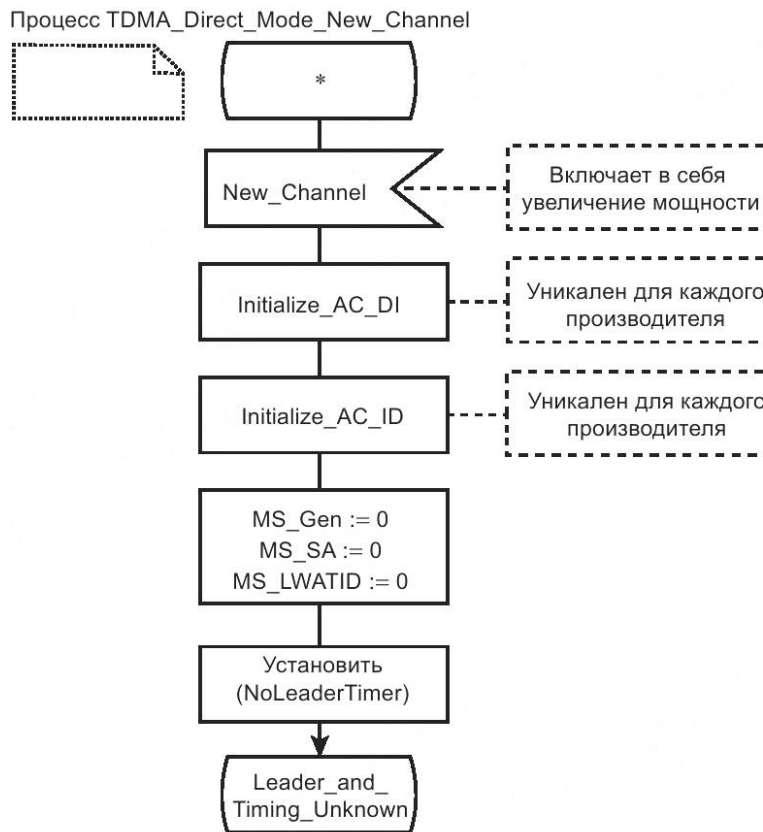 Процесс TDMA_Direct_Mode_New_Channel
*
New_Channel
Включает в себя
увеличение мощности
Initialize_AC_DI
Уникален для каждого
производителя
Initialize_AC_ID
Уникален для каждого
производителя
MS_Gen := 0
MS_SA := 0
MS_LWATID := 0
Установить
(NoLeaderTimer)
Leader_and_
Timing_Unknown